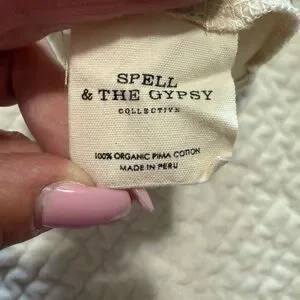 SPELL
& THE GYPSY
COLLECTIVE
100% ORGANIC PIMA COTTON
MADE IN PERU